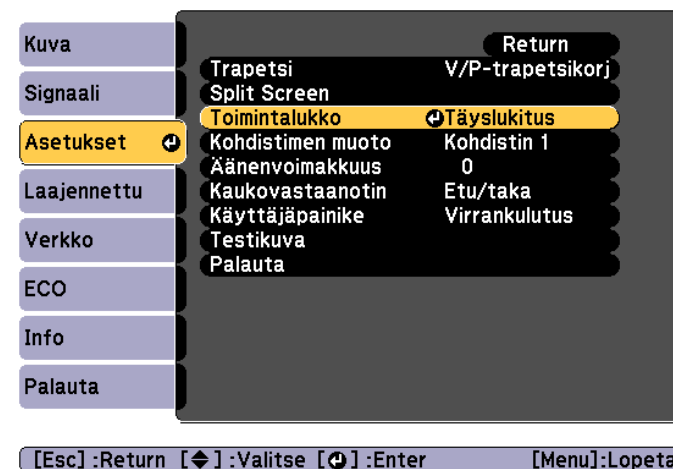 Kuva
Signaali
Asetukset
Laajennettu
Verkko
ECO
Info
Palauta
Return
Trapetsi V/P-trapetsikorj
Split Screen
Toimintalukko Täyslukitus
Kohdistimen muoto Kohdistin 1
Äänenvoimakkuus 0
Kaukovastaanotin Etu/taka
Käyttäjäpainike Virrankulutus
Testikuva
Palauta
[Esc] :Return [◆] :Valitse [⏎] :Enter [Menu]:Lopeta